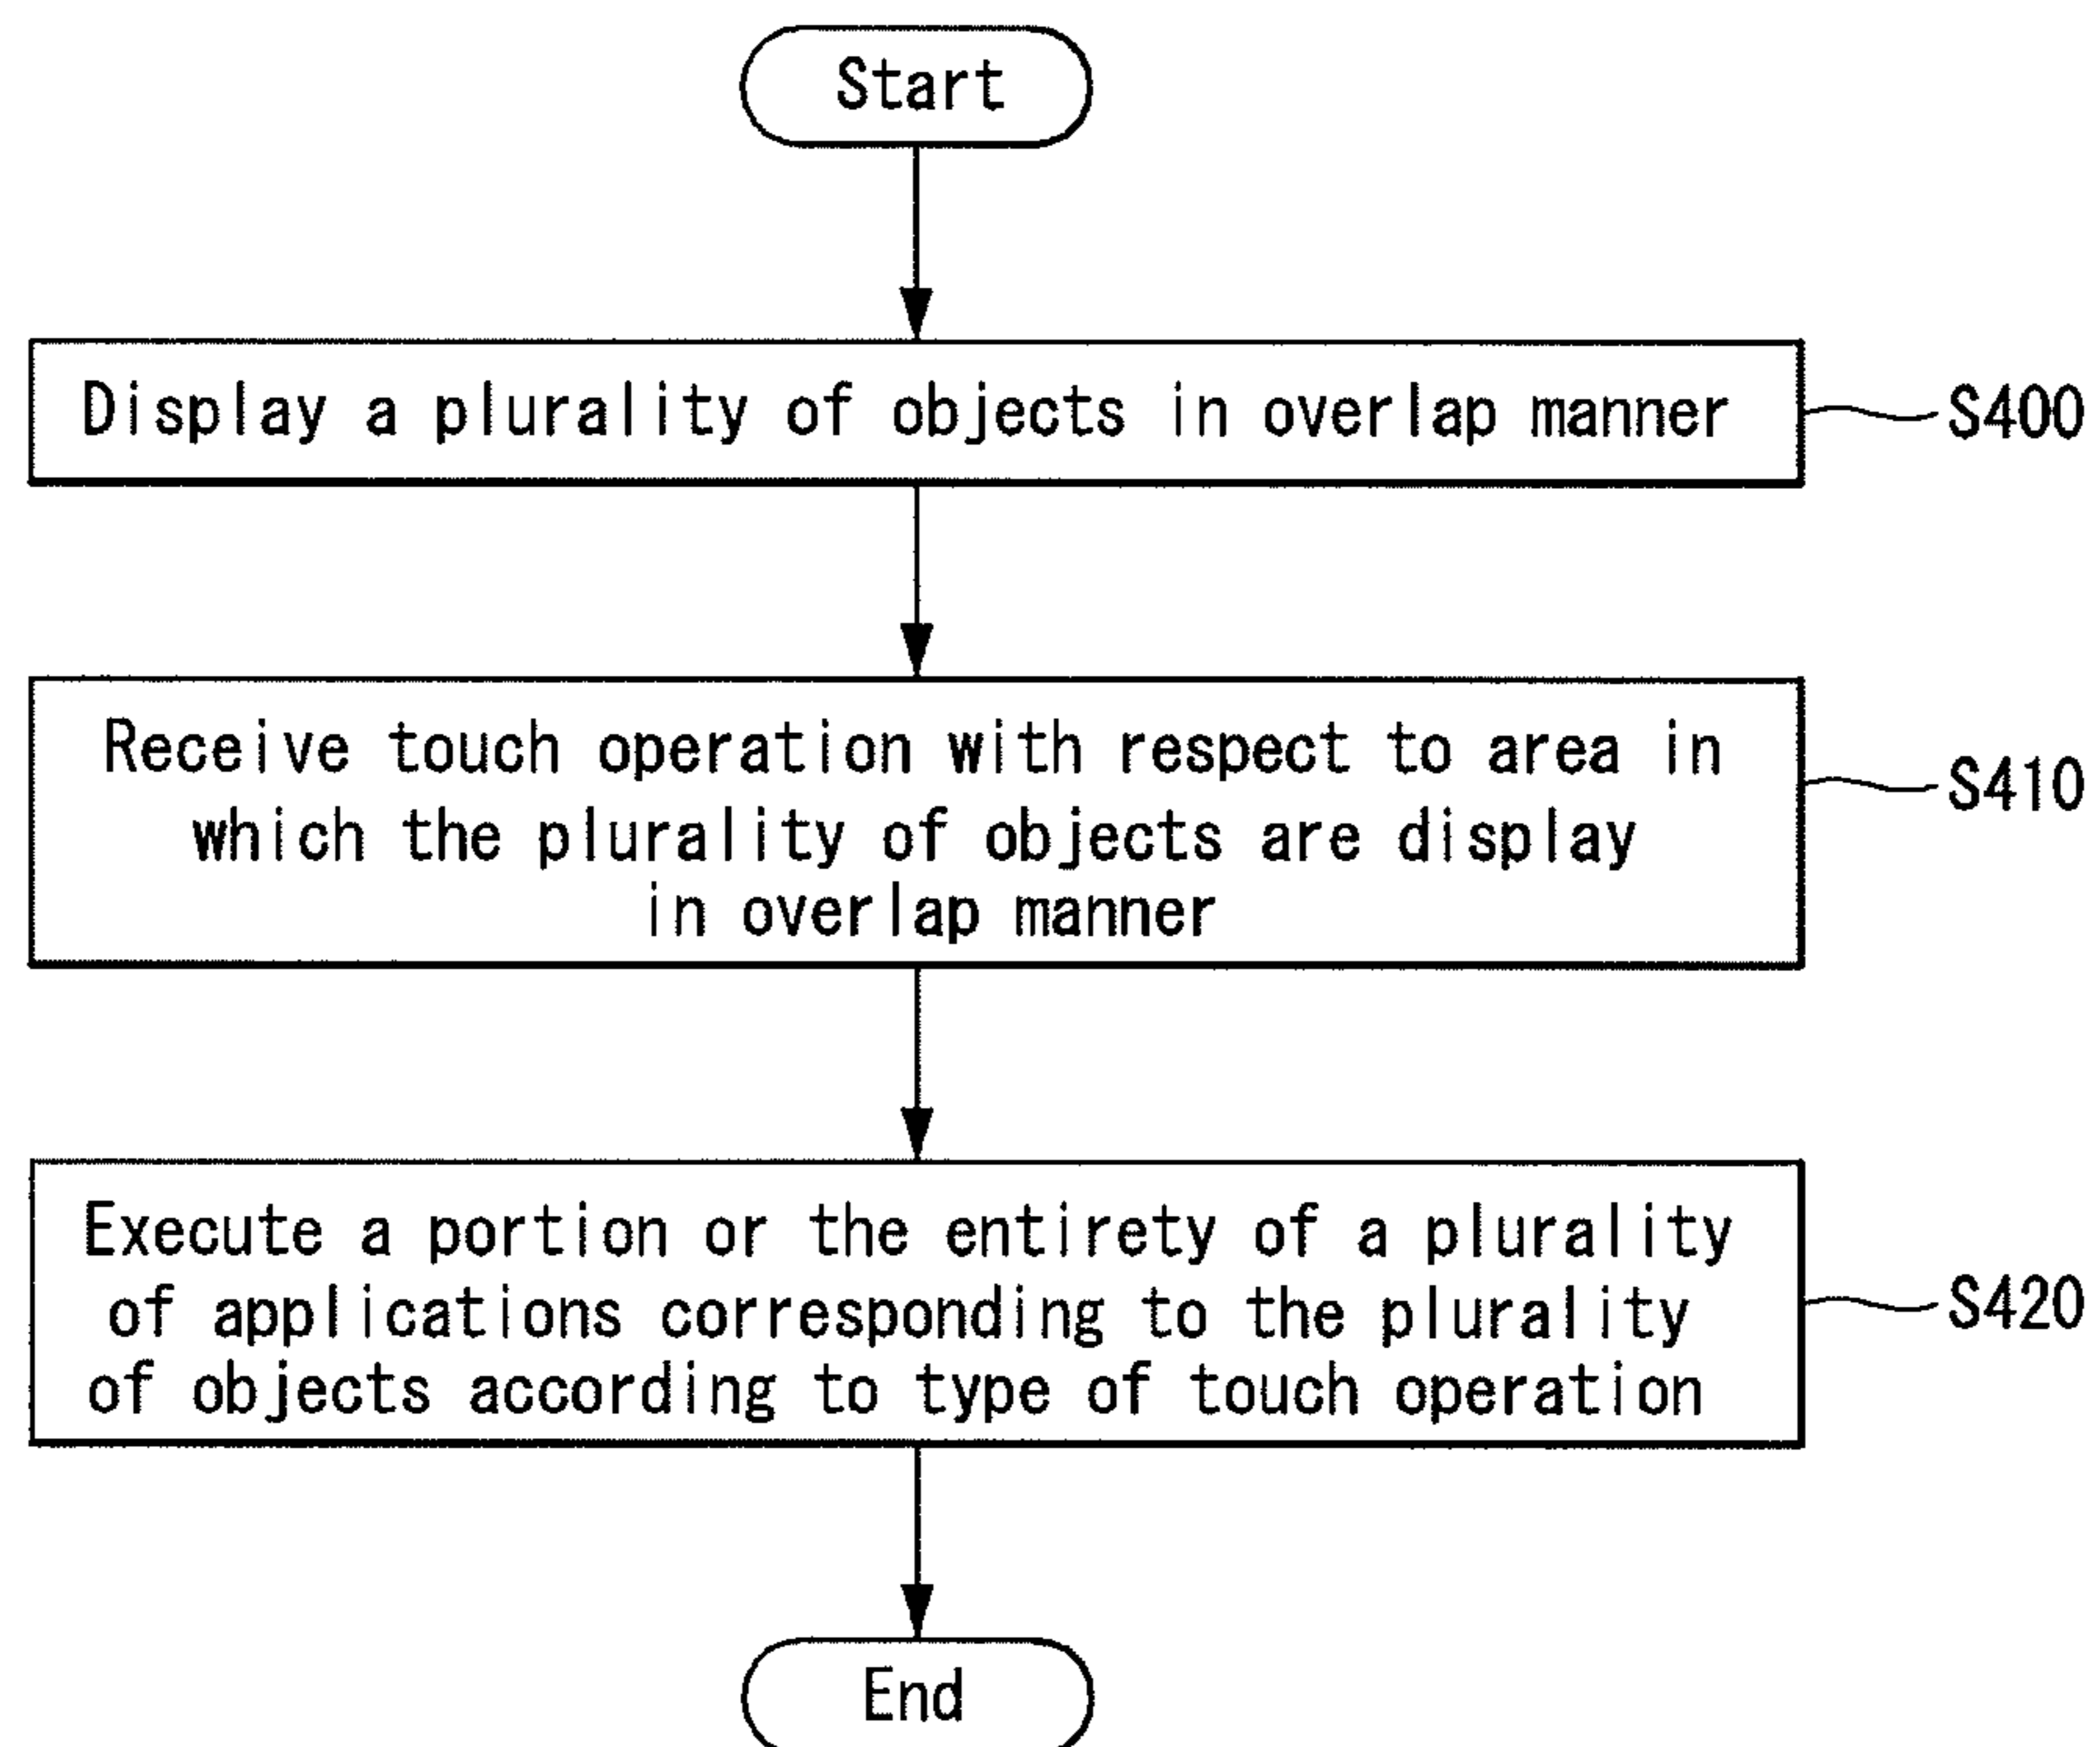 Start
Display a plurality of objects in overlap manner
S400
Receive touch operation with respect to area in
which the plurality of objects are display
in overlap manner
S410
Execute a portion or the entirety of a plurality
of applications corresponding to the plurality
of objects according to type of touch operation
S420
End